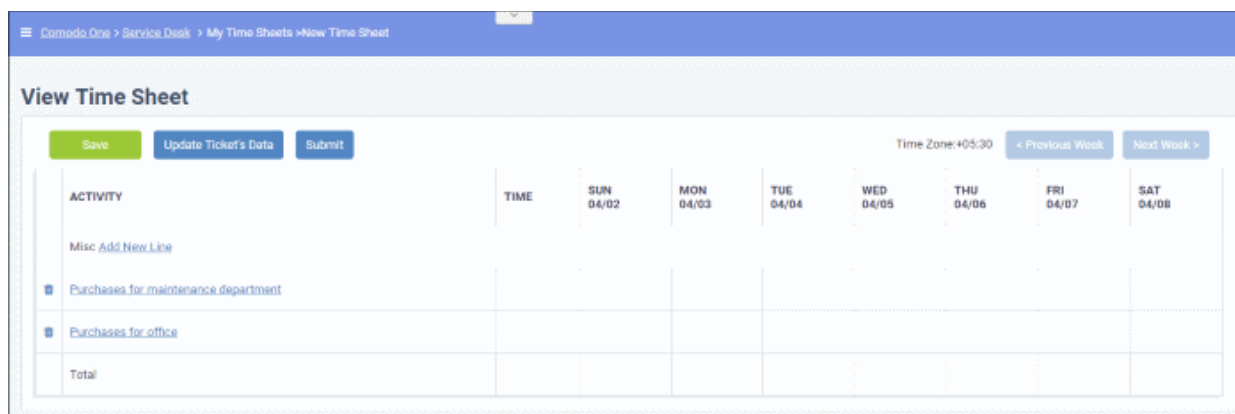 Comodo One > Service Desk > My Time Sheets >New Time Sheet
View Time Sheet
Save Update Ticket's Data Submit Time Zone:+05:30 < Previous Week Next Week >
ACTIVITY TIME SUN MON TUE WED THU FRI SAT
04/02 04/03 04/04 04/05 04/06 04/07 04/08
Misc Add New Line
Purchases for maintenance department
Purchases for office
Total